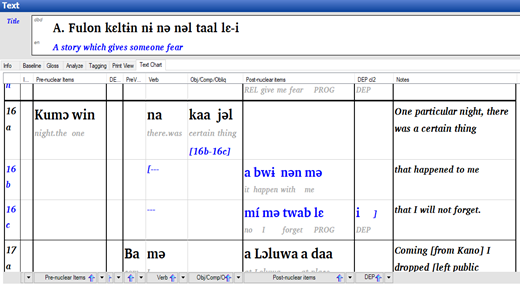 Text
Title
A. Fulon kɛltin nɨ nə nəl taal lɛ-i
A story which gives someone fear
Info Baseline Gloss Analyze Tagging Print View Text Chart
I... Pre-nuclear Items DE... PreV... Verb Obj/Comp/Obliq Post-nuclear items DEP cl2 Notes
REL give me fear PROG DEP
16 a Kumɔ win na kaa jəl One particular night, there was a certain thing
night.the one there.was certain thing
[16b-16c]
16 b [--- a bwɨ nən mə that happened to me
it happen with me
16 c --- mí mə twab lɛ i ] that I will not forget.
no I forget PROG DEP
17 a Ba mə a Lɔluwa a daa Coming [from Kano] I dropped [left public
Pre-nuclear Items Verb Obj/Comp/O Post-nuclear items DEP